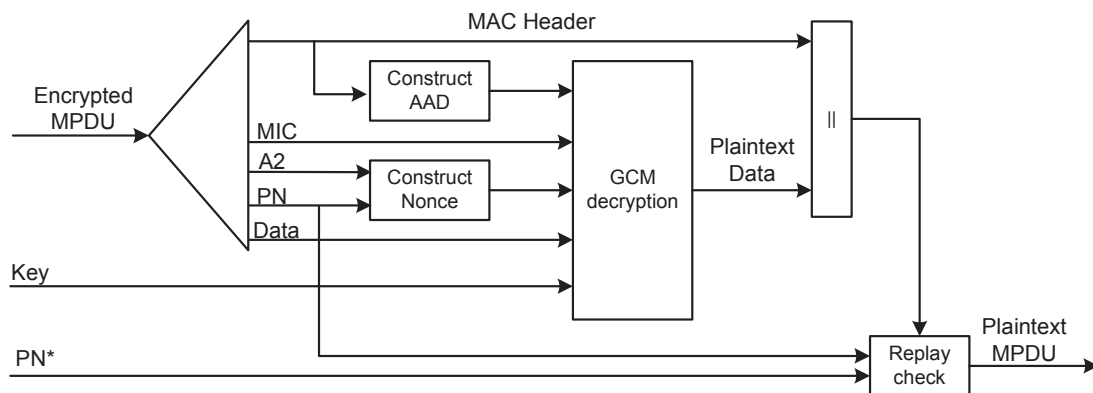 MAC Header
Encrypted
MPDU
Construct
AAD
MIC
A2
PN
Construct
Nonce
Data
GCM
decryption
Plaintext
Data
||
Key
PN*
Replay
check
Plaintext
MPDU